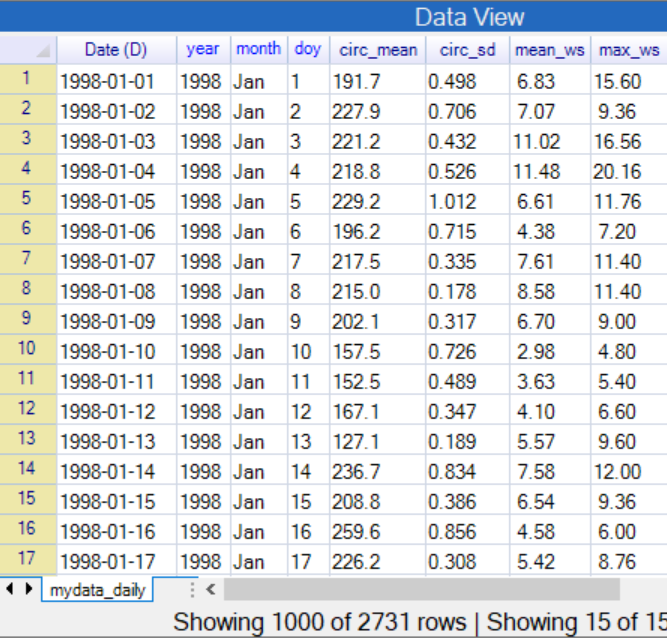 Data View
Date (D) year month doy circ_mean circ_sd mean_ws max_ws
1 1998-01-01 1998 Jan 1 191.7 0.498 6.83 15.60
2 1998-01-02 1998 Jan 2 227.9 0.706 7.07 9.36
3 1998-01-03 1998 Jan 3 221.2 0.432 11.02 16.56
4 1998-01-04 1998 Jan 4 218.8 0.526 11.48 20.16
5 1998-01-05 1998 Jan 5 229.2 1.012 6.61 11.76
6 1998-01-06 1998 Jan 6 196.2 0.715 4.38 7.20
7 1998-01-07 1998 Jan 7 217.5 0.335 7.61 11.40
8 1998-01-08 1998 Jan 8 215.0 0.178 8.58 11.40
9 1998-01-09 1998 Jan 9 202.1 0.317 6.70 9.00
10 1998-01-10 1998 Jan 10 157.5 0.726 2.98 4.80
11 1998-01-11 1998 Jan 11 152.5 0.489 3.63 5.40
12 1998-01-12 1998 Jan 12 167.1 0.347 4.10 6.60
13 1998-01-13 1998 Jan 13 127.1 0.189 5.57 9.60
14 1998-01-14 1998 Jan 14 236.7 0.834 7.58 12.00
15 1998-01-15 1998 Jan 15 208.8 0.386 6.54 9.36
16 1998-01-16 1998 Jan 16 259.6 0.856 4.58 6.00
17 1998-01-17 1998 Jan 17 226.2 0.308 5.42 8.76
mydata_daily
Showing 1000 of 2731 rows | Showing 15 of 15